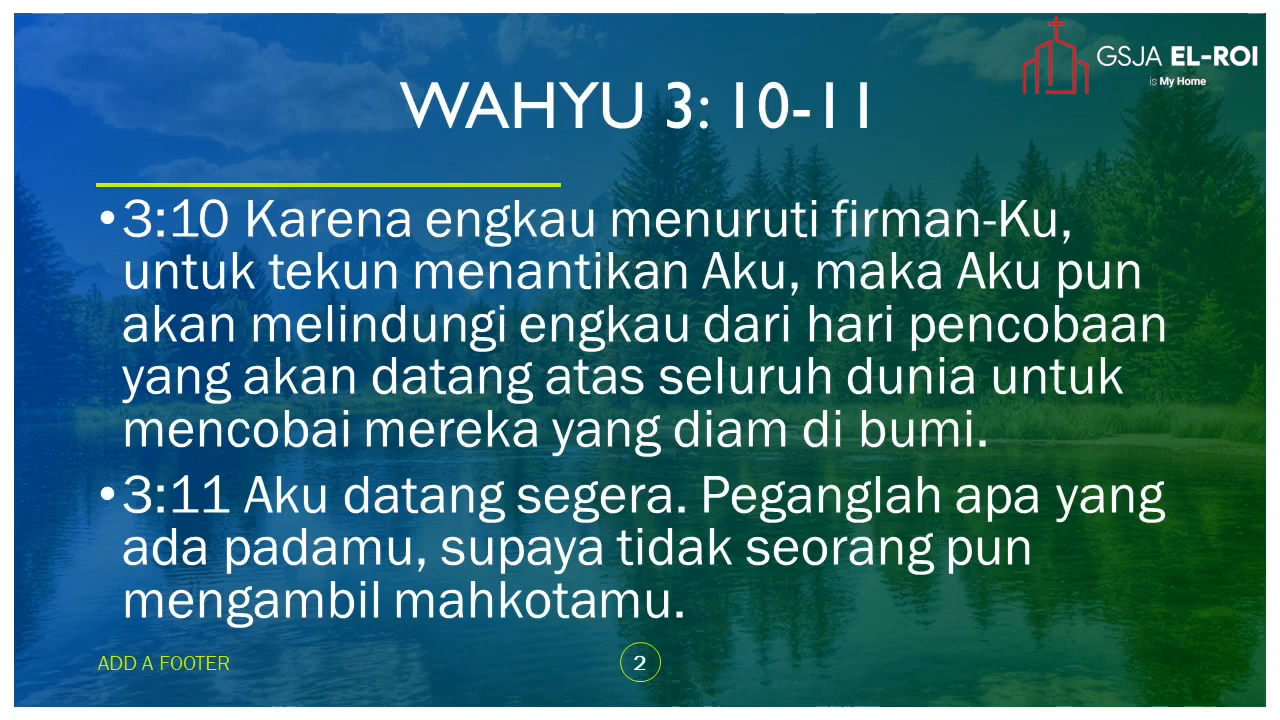 GSJA EL-ROI
is My Home
WAHYU 3: 10-11
•3:10 Karena engkau menuruti firman-Ku,
untuk tekun menantikan Aku, maka Aku pun
akan melindungi engkau dari hari pencobaan
yang akan datang atas seluruh dunia untuk
mencobai mereka yang diam di bumi.
•3:11 Aku datang segera. Peganglah apa yang
ada padamu, supaya tidak seorang pun
mengambil mahkotamu.
ADD A FOOTER
2